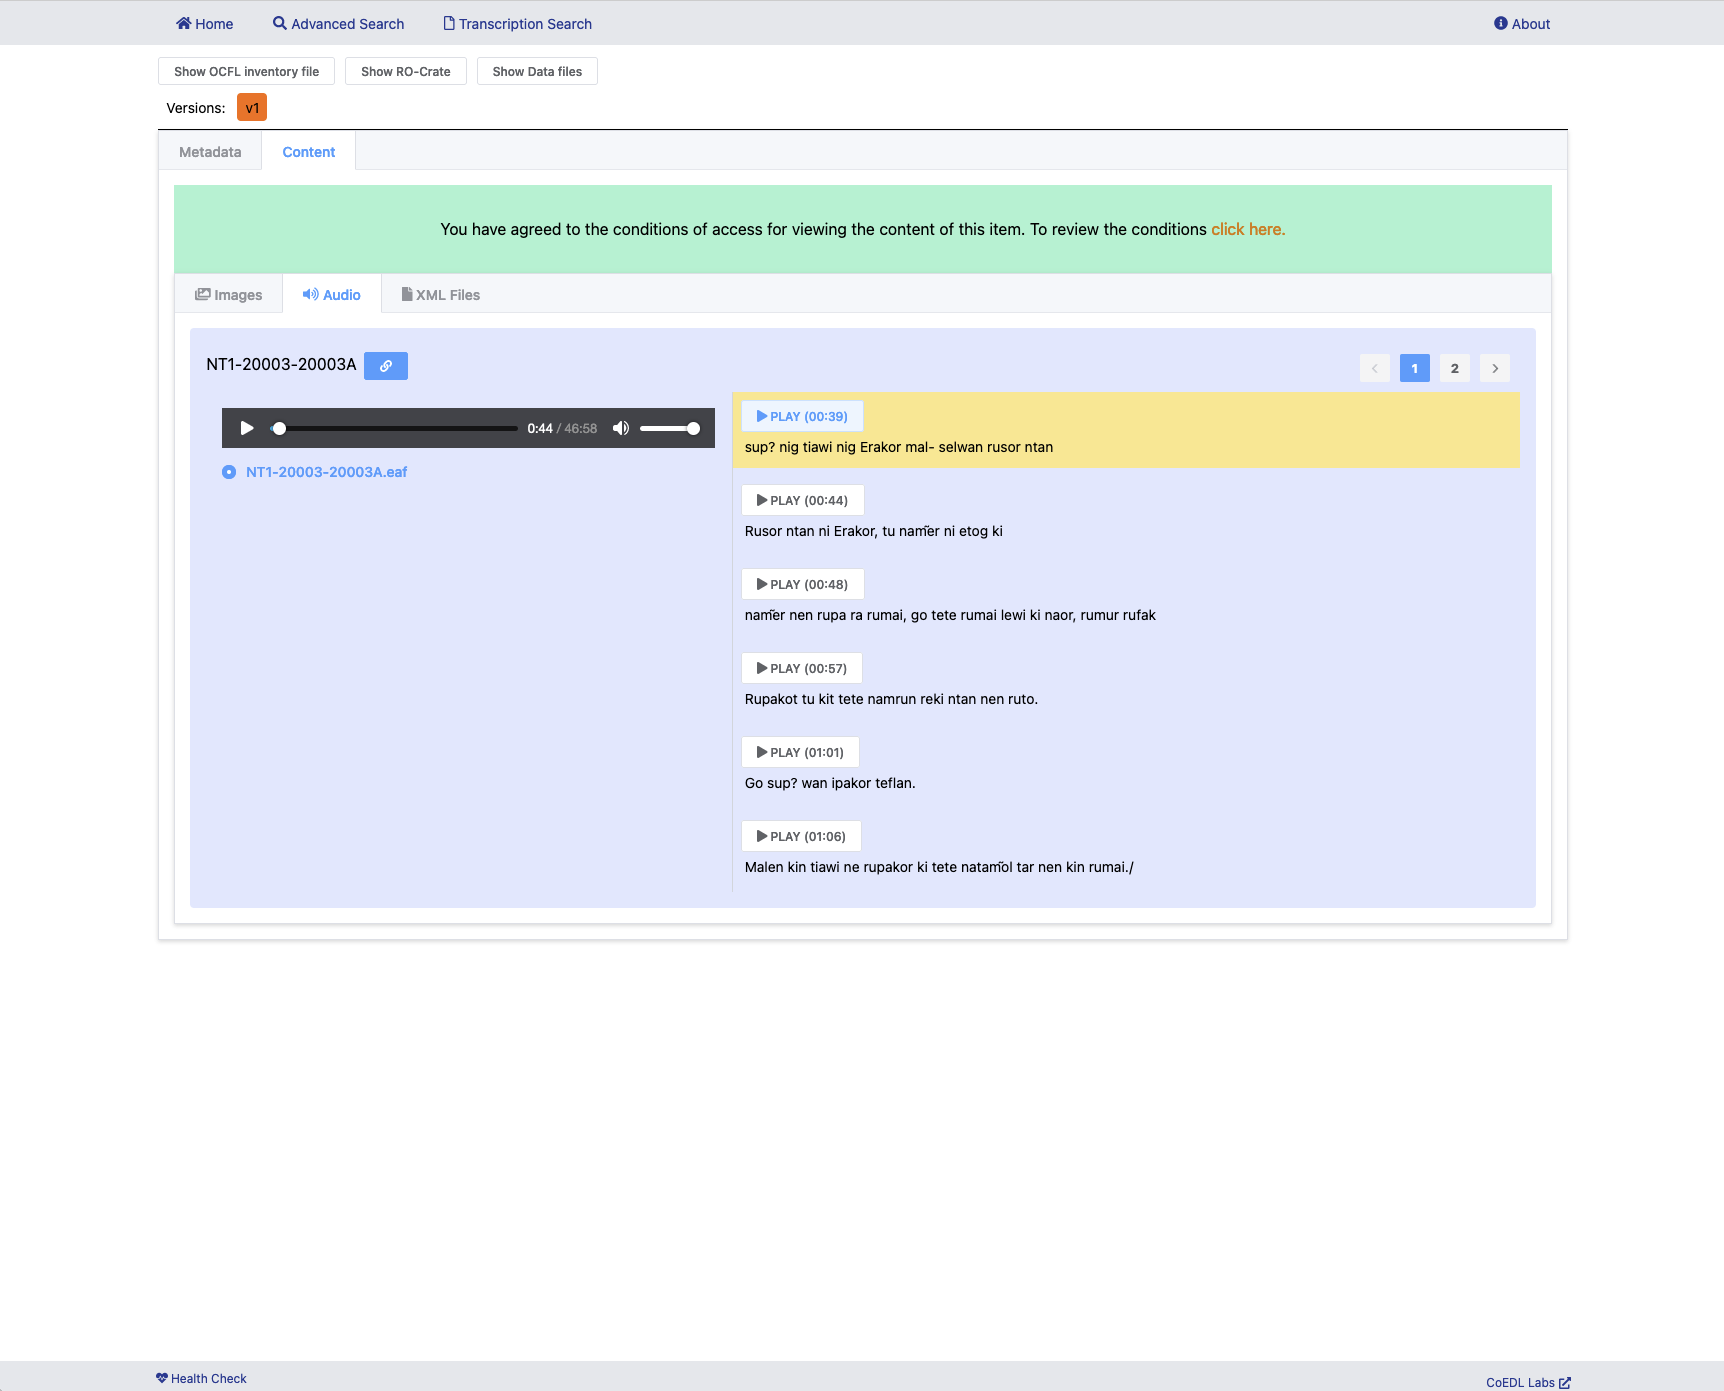 Home Advanced Search Transcription Search About
Show OCFL inventory file Show RO-Crate Show Data files
Versions: v1
Metadata Content
You have agreed to the conditions of access for viewing the content of this item. To review the conditions click here.
Images Audio XML Files
NT1-20003-20003A
1 2
0:44 / 46:58
NT1-20003-20003A.eaf
PLAY (00:39)
sup? nig tiawi nig Erakor mal- selwan rusor ntan
PLAY (00:44)
Rusor ntan ni Erakor, tu nam̃er ni etog ki
PLAY (00:48)
nam̃er nen rupa ra rumai, go tete rumai lewi ki naor, rumur rufak
PLAY (00:57)
Rupakot tu kit tete namrun reki ntan nen ruto.
PLAY (01:01)
Go sup? wan ipakor teflan.
PLAY (01:06)
Malen kin tiawi ne rupakor ki tete natam̃ol tar nen kin rumai./
Health Check
CoEDL Labs